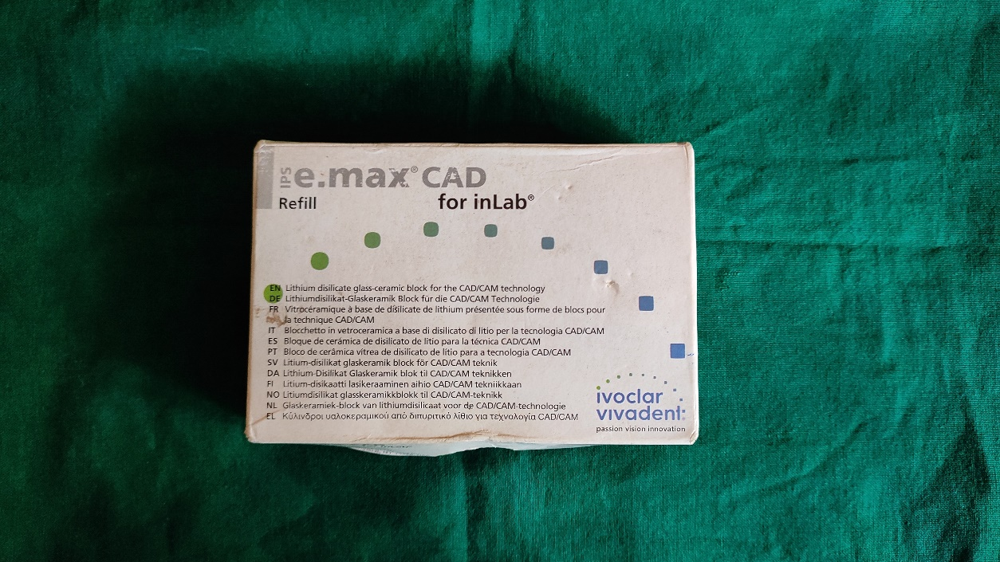 IPS e.max® CAD
Refill for inLab®
EN Lithium disilicate glass-ceramic block for the CAD/CAM technology
DE Lithiumdisilikat-Glaskeramik Block für die CAD/CAM Technologie
FR Vitrocéramique à base de disilicate de lithium présentée sous forme de blocs pour
la technique CAD/CAM
IT Blocchetto in vetroceramica a base di disilicato di litio per la tecnologia CAD/CAM
ES Bloque de cerámica de disilicato de litio para la técnica CAD/CAM
PT Bloco de cerâmica vítrea de disilicato de lítio para a tecnologia CAD/CAM
SV Litium-disilikat glaskeramik block för CAD/CAM teknik
DA Lithium-Disilikat Glaskeramik blok til CAD/CAM teknikken
FI Litium-disikaatti lasikeraaminen aihio CAD/CAM tekniikkaan
NO Litiumdisilikat glasskeramikkblokk til CAD/CAM-teknikk
NL Glaskeramiek-block van lithiumdisilicaat voor de CAD/CAM-technologie
EL Κύλινδροι υαλοκεραμικού από διπυριτικό λίθιο για τεχνολογία CAD/CAM
ivoclar
vivadent:
passion vision innovation